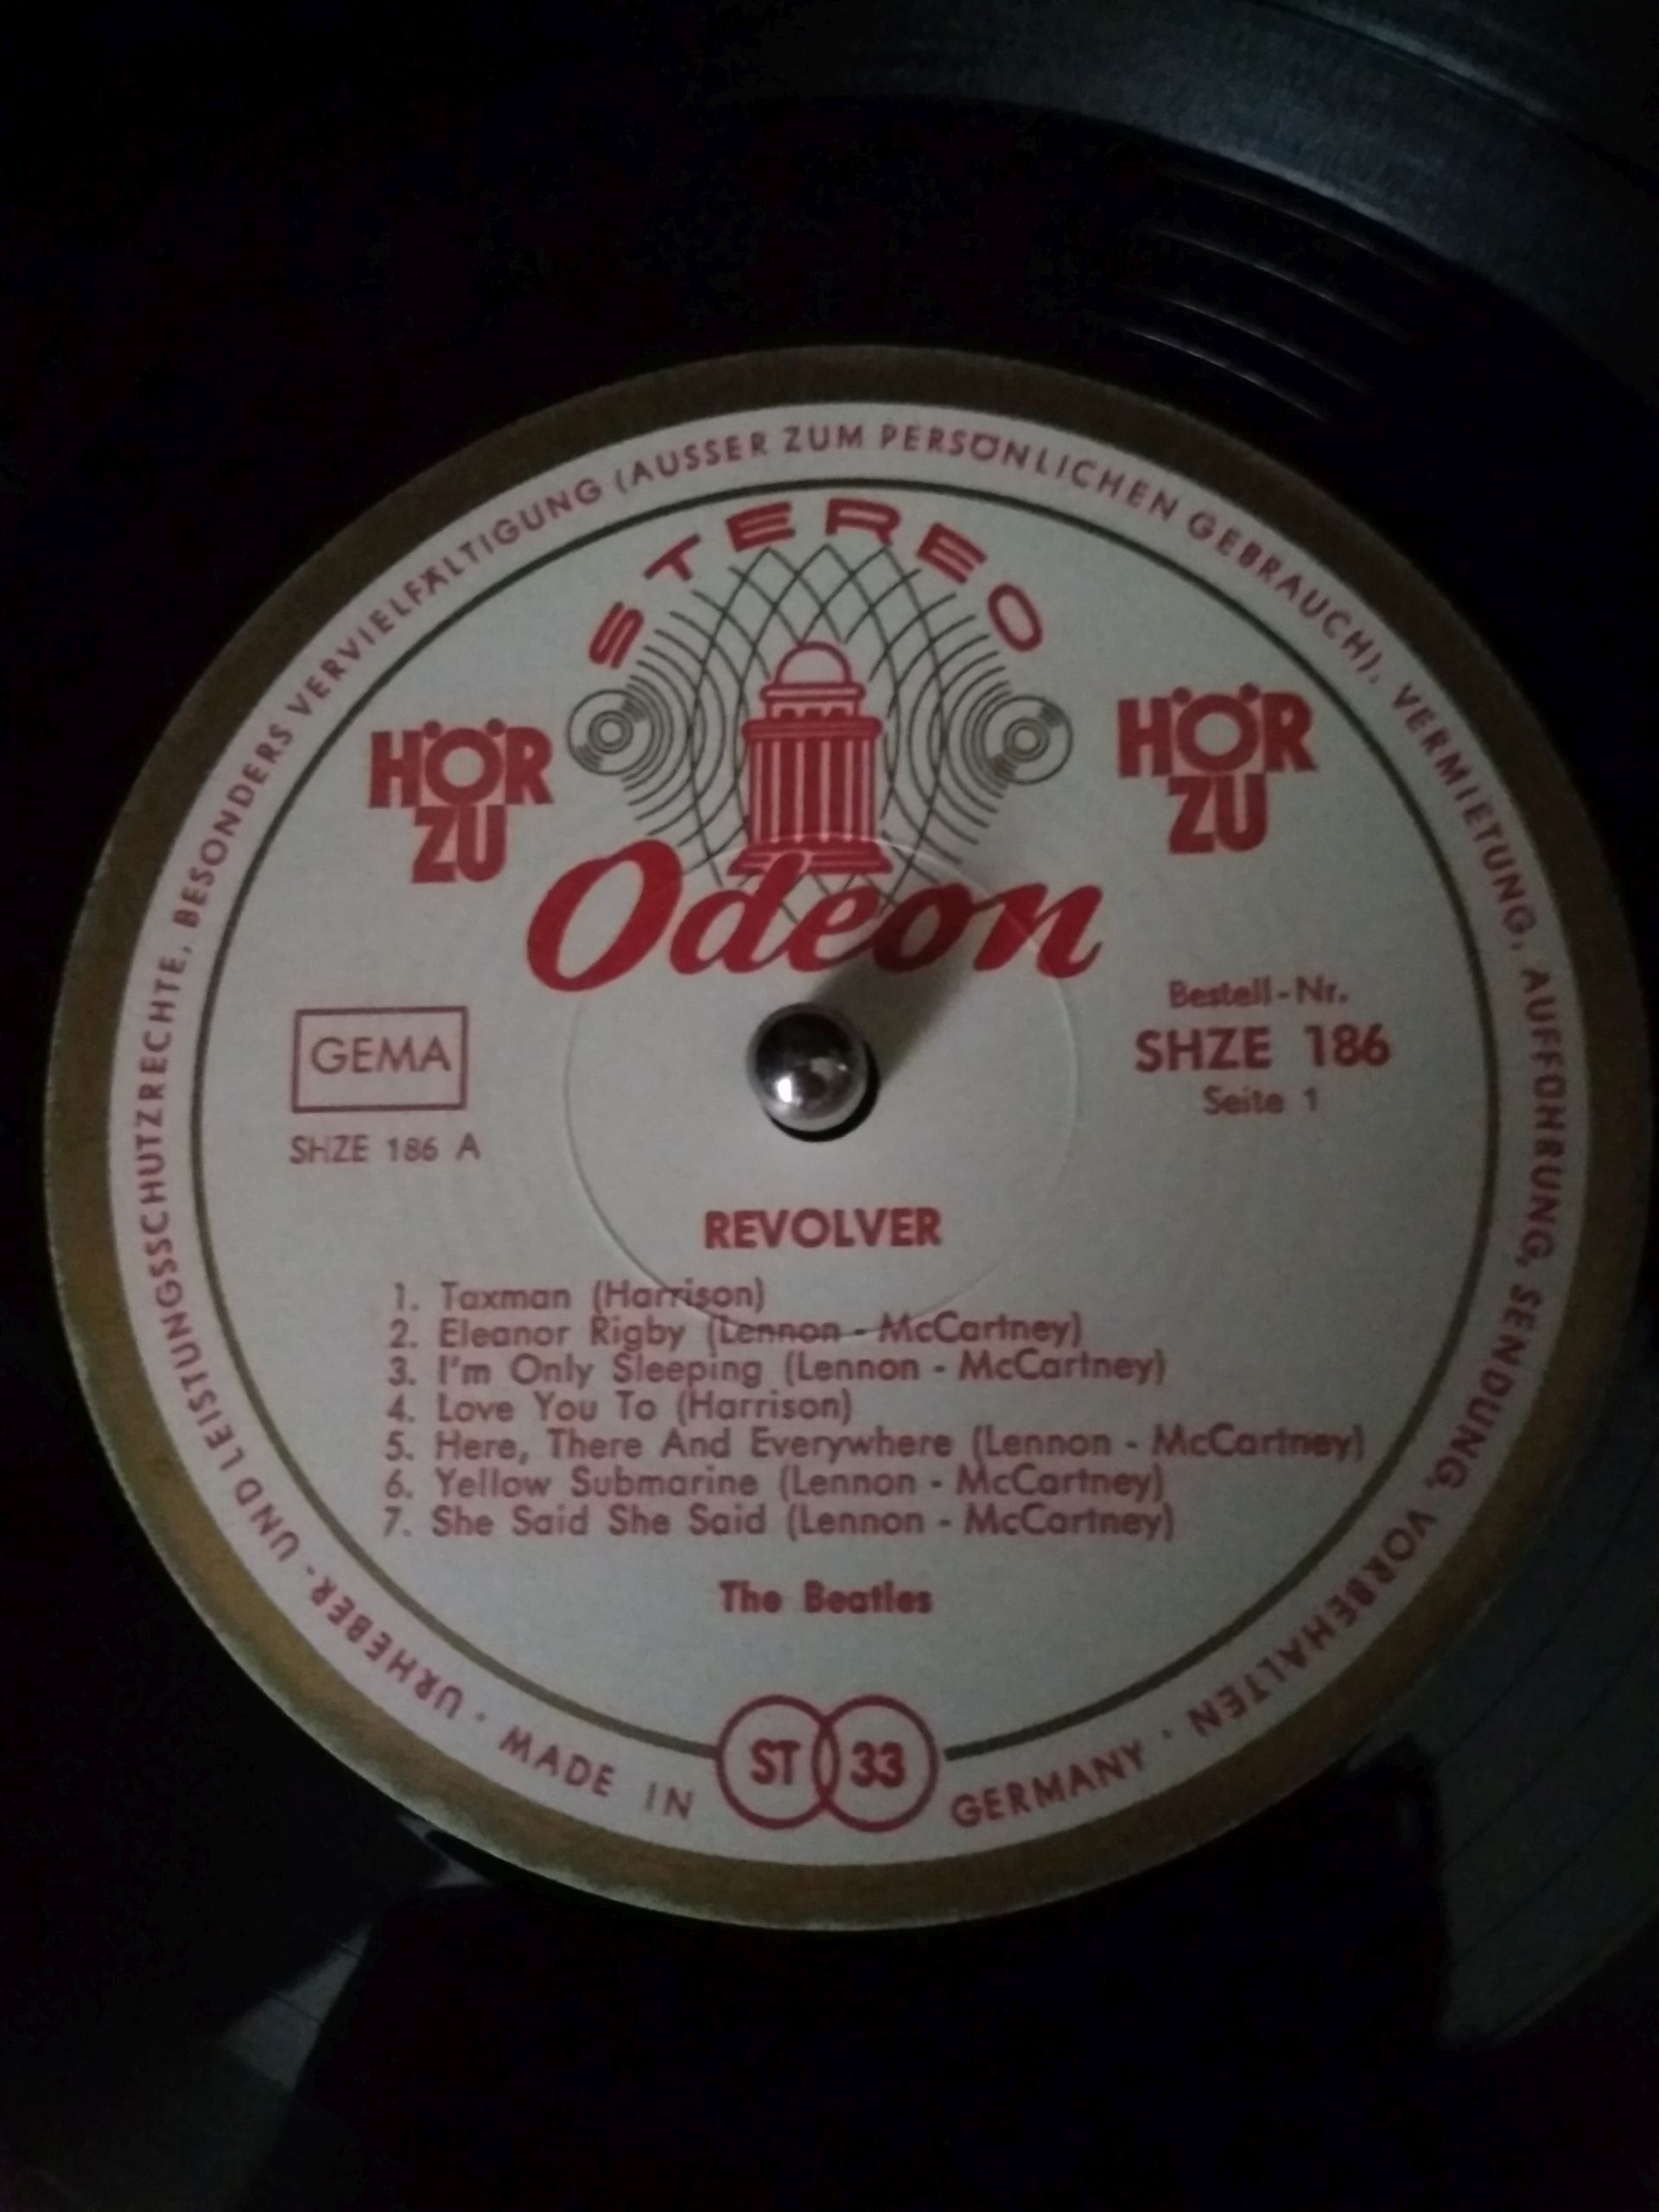 URHEBER- UND LEISTUNGSSCHUTZRECHTE, BESONDERS VERVIELFÄLTIGUNG (AUSSER ZUM PERSÖNLICHEN GEBRAUCH), VERMIETUNG, AUFFÜHRUNG, SENDUNG, VORBEHALTEN ·
STEREO
HÖR
ZU
HÖR
ZU
Odeon
GEMA
SHZE 186 A
Bestell-Nr.
SHZE 186
Seite 1
REVOLVER
1. Taxman (Harrison)
2. Eleanor Rigby (Lennon - McCartney)
3. I'm Only Sleeping (Lennon - McCartney)
4. Love You To (Harrison)
5. Here, There And Everywhere (Lennon - McCartney)
6. Yellow Submarine (Lennon - McCartney)
7. She Said She Said (Lennon - McCartney)
The Beatles
ST 33
· MADE IN GERMANY